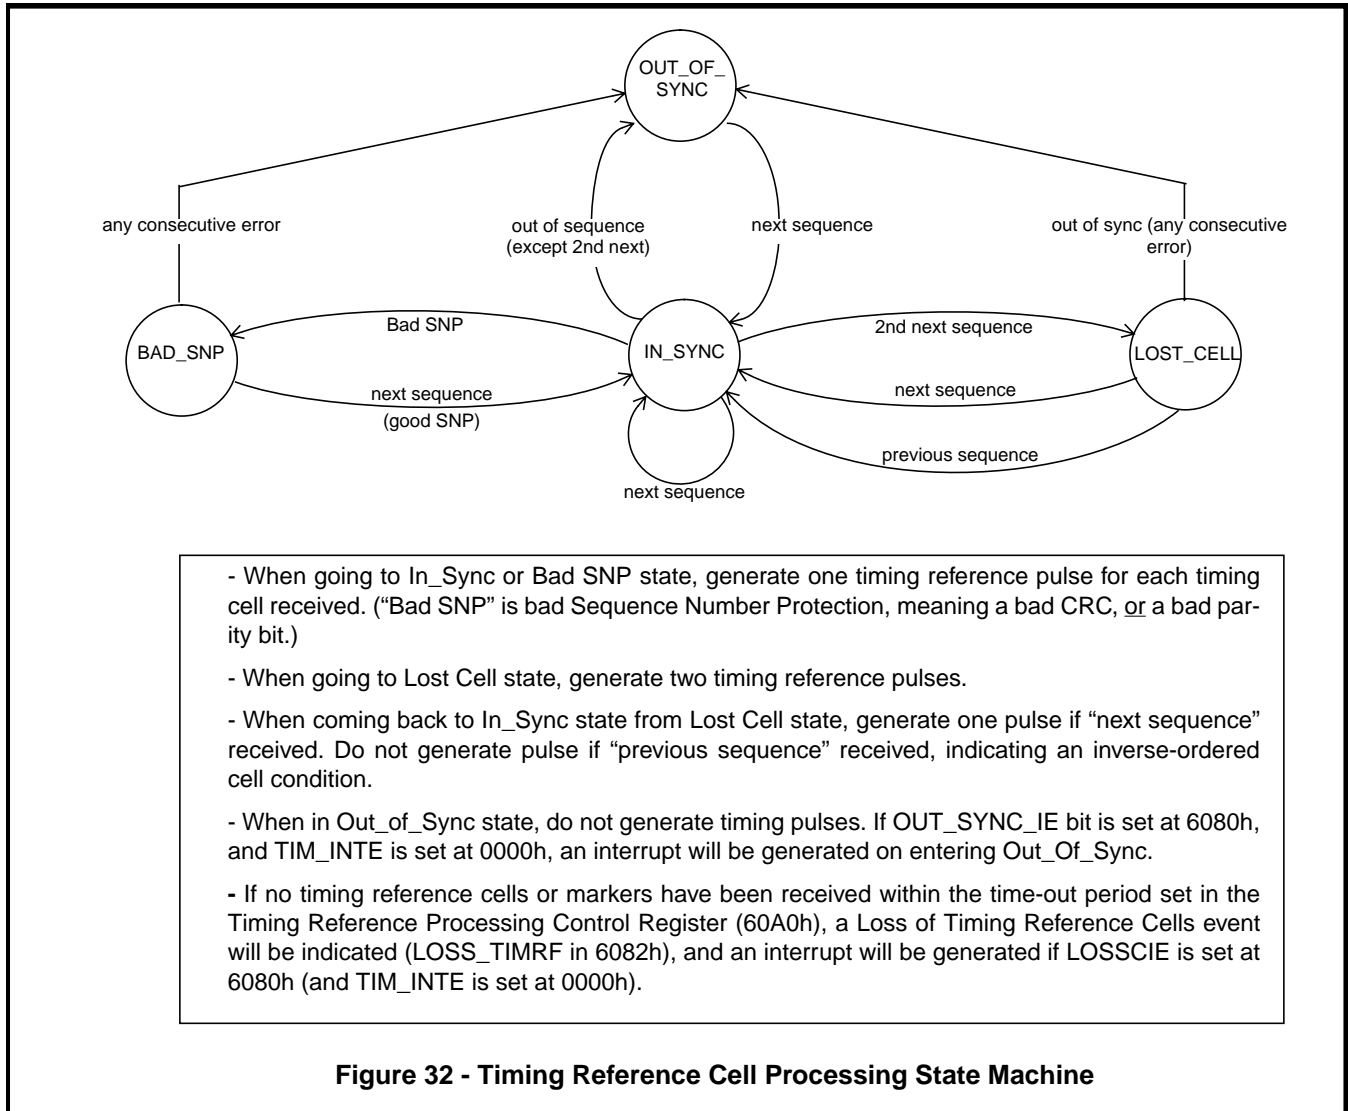 OUT_OF_
SYNC
any consecutive error
out of sequence
(except 2nd next)
next sequence
out of sync (any consecutive
error)
Bad SNP
2nd next sequence
BAD_SNP
IN_SYNC
LOST_CELL
next sequence
(good SNP)
next sequence
previous sequence
next sequence
- When going to In_Sync or Bad SNP state, generate one timing reference pulse for each timing
cell received. (“Bad SNP” is bad Sequence Number Protection, meaning a bad CRC, or a bad par-
ity bit.)
- When going to Lost Cell state, generate two timing reference pulses.
- When coming back to In_Sync state from Lost Cell state, generate one pulse if “next sequence”
received. Do not generate pulse if “previous sequence” received, indicating an inverse-ordered
cell condition.
- When in Out_of_Sync state, do not generate timing pulses. If OUT_SYNC_IE bit is set at 6080h,
and TIM_INTE is set at 0000h, an interrupt will be generated on entering Out_Of_Sync.
- If no timing reference cells or markers have been received within the time-out period set in the
Timing Reference Processing Control Register (60A0h), a Loss of Timing Reference Cells event
will be indicated (LOSS_TIMRF in 6082h), and an interrupt will be generated if LOSSCIE is set at
6080h (and TIM_INTE is set at 0000h).
Figure 32 - Timing Reference Cell Processing State Machine